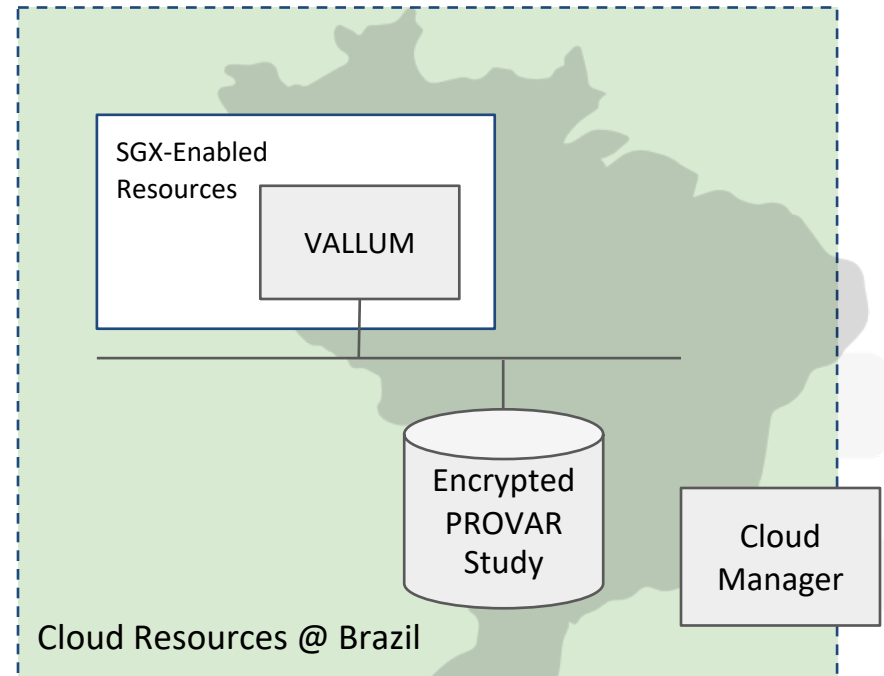 SGX-Enabled
Resources
VALLUM
Encrypted
PROVAR
Study
Cloud
Manager
Cloud Resources @ Brazil